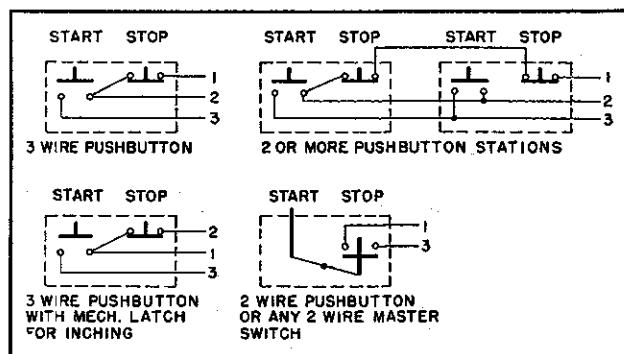 START STOP
1
2
3
3 WIRE PUSHBUTTON
START STOP START STOP
1
2
3
2 OR MORE PUSHBUTTON STATIONS
START STOP
2
1
3
3 WIRE PUSHBUTTON
WITH MECH. LATCH
FOR INCHING
START STOP
1
3
2 WIRE PUSHBUTTON
OR ANY 2 WIRE MASTER
SWITCH